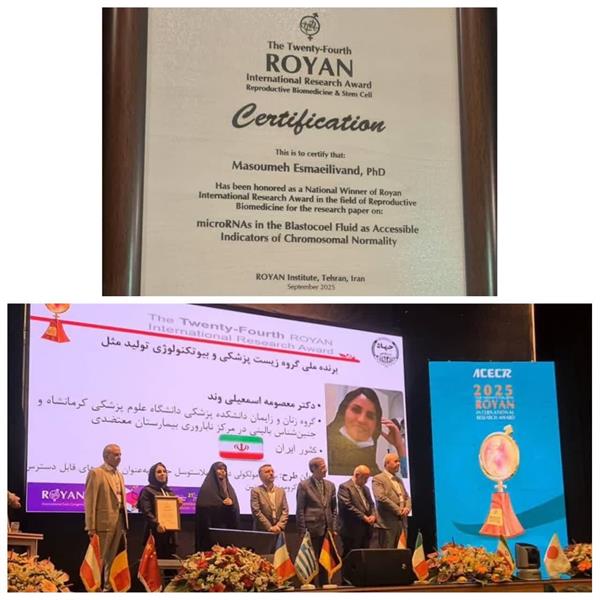 The Twenty-Fourth
ROYAN
International Research Award
Reproductive Biomedicine & Stem Cell
Certification
This is to certify that:
Masoumeh Esmaeilivand, PhD
Has been honored as a National Winner of Royan
International Research Award in the field of Reproductive
Biomedicine for the research paper on:
microRNAs in the Blastocoel Fluid as Accessible
Indicators of Chromosomal Normality
ROYAN Institute, Tehran, Iran
September 2025
The Twenty-Fourth ROYAN
International Research Award
برنده ملی گروه زیست پزشکی و بیوتکنولوژی تولید مثل
• دکتر معصومه اسمعیلی وند
• گروه زنان و زایمان دانشکده پزشکی دانشگاه علوم پزشکی کرمانشاه و
جنین‌شناس بالینی در مرکز ناباروری بیمارستان معتضدی
• کشور ایران
طرح:
قابل دسترس
ROYAN
ACECR
2025
ROYAN
INTERNATIONAL
RESEARCH AWARD
ACECR